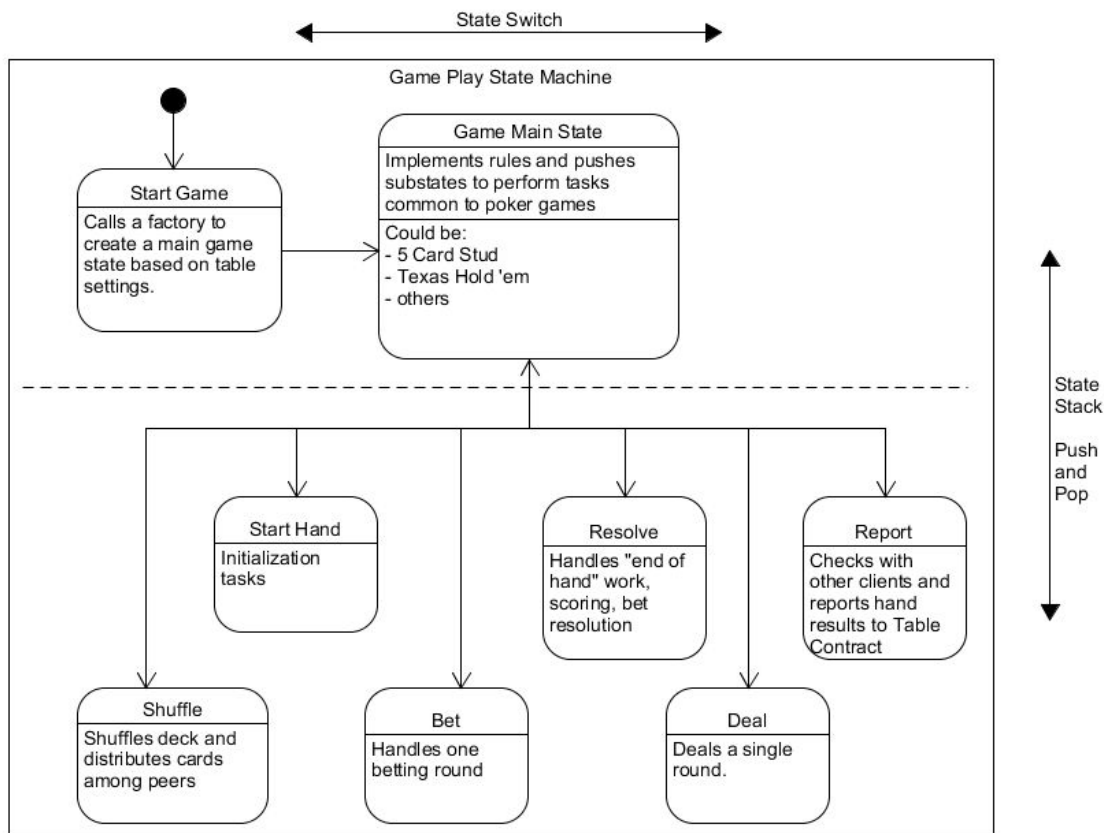 State Switch
Game Play State Machine
Game Main State
Implements rules and pushes
substates to perform tasks
common to poker games
Could be:
- 5 Card Stud
- Texas Hold 'em
- others
Start Game
Calls a factory to
create a main game
state based on table
settings.
State
Stack
Push
and
Pop
Start Hand
Initialization
tasks
Resolve
Handles "end of
hand" work,
scoring, bet
resolution
Report
Checks with
other clients and
reports hand
results to Table
Contract
Shuffle
Shuffles deck and
distributes cards
among peers
Bet
Handles one
betting round
Deal
Deals a single
round.